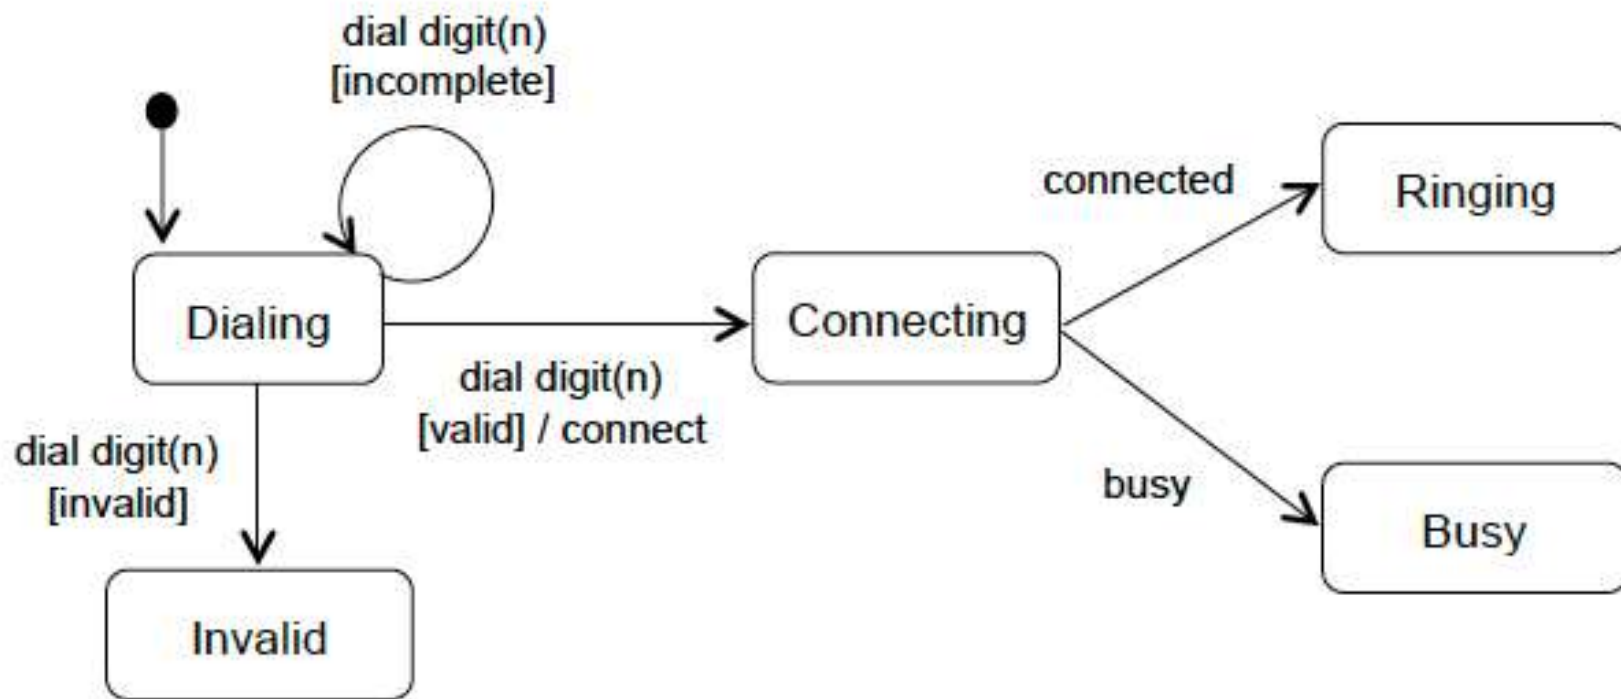 dial digit(n)
[incomplete]
connected
Ringing
Dialing
Connecting
dial digit(n)
[valid] / connect
dial digit(n)
[invalid]
busy
Busy
Invalid